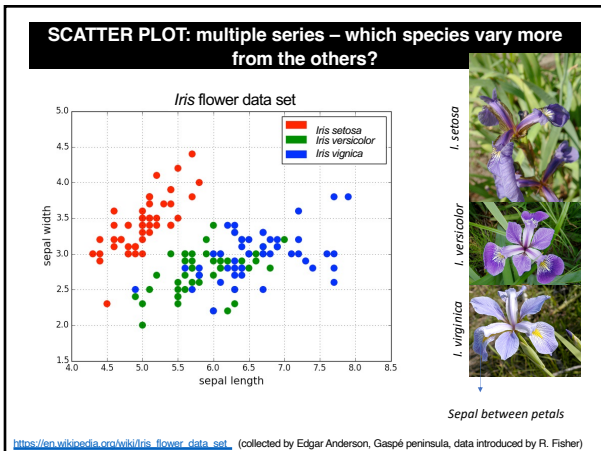 SCATTER PLOT: multiple series – which species vary more
from the others?
Iris flower data set
Iris setosa
Iris versicolor
Iris vignica
sepal width
5.0
4.5
4.0
3.5
3.0
2.5
2.0
1.5
4.0 4.5 5.0 5.5 6.0 6.5 7.0 7.5 8.0 8.5
sepal length
I. setosa
I. versicolor
I. virginica
Sepal between petals
https://en.wikipedia.org/wiki/Iris_flower_data_set (collected by Edgar Anderson, Gaspé peninsula, data introduced by R. Fisher)